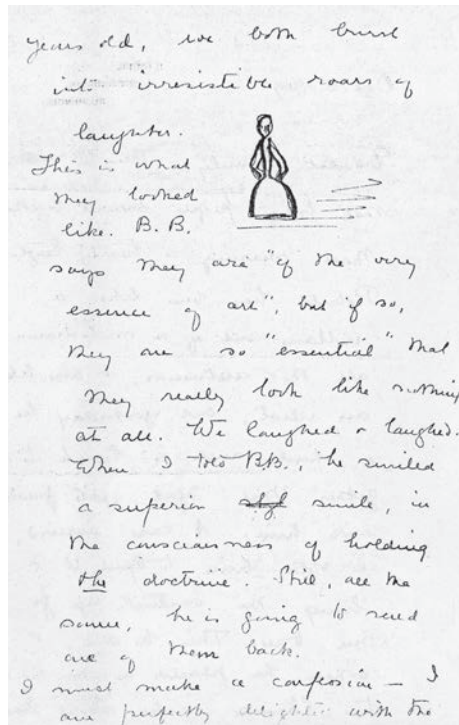 years old, we both burst
into irresistible roars of
laughter.
This is what
they looked
like. B.B.
says they are "of the very
essence of art", but if so,
they are so "essential" that
they really look like nothing
at all. We laughed & laughed.
When I told B.B., he smiled
a superior smile, in
the consciousness of holding
the doctrine. Still, all the
same, he is going to send
one of them back.
I must make a confession — I
am perfectly delighted with the